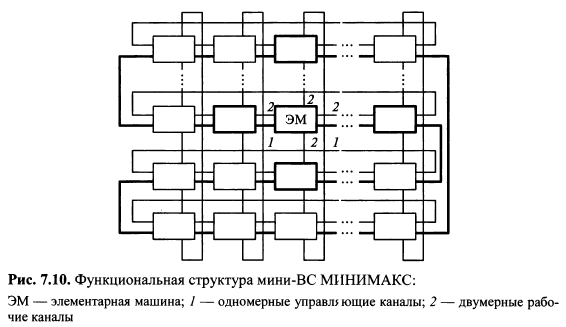 2
2
2
ЭМ
1
2
1
Рис. 7.10. Функциональная структура мини-ВС МИНИМАКС:
ЭМ — элементарная машина; 1 — одномерные управляющие каналы; 2 — двумерные рабо-
чие каналы